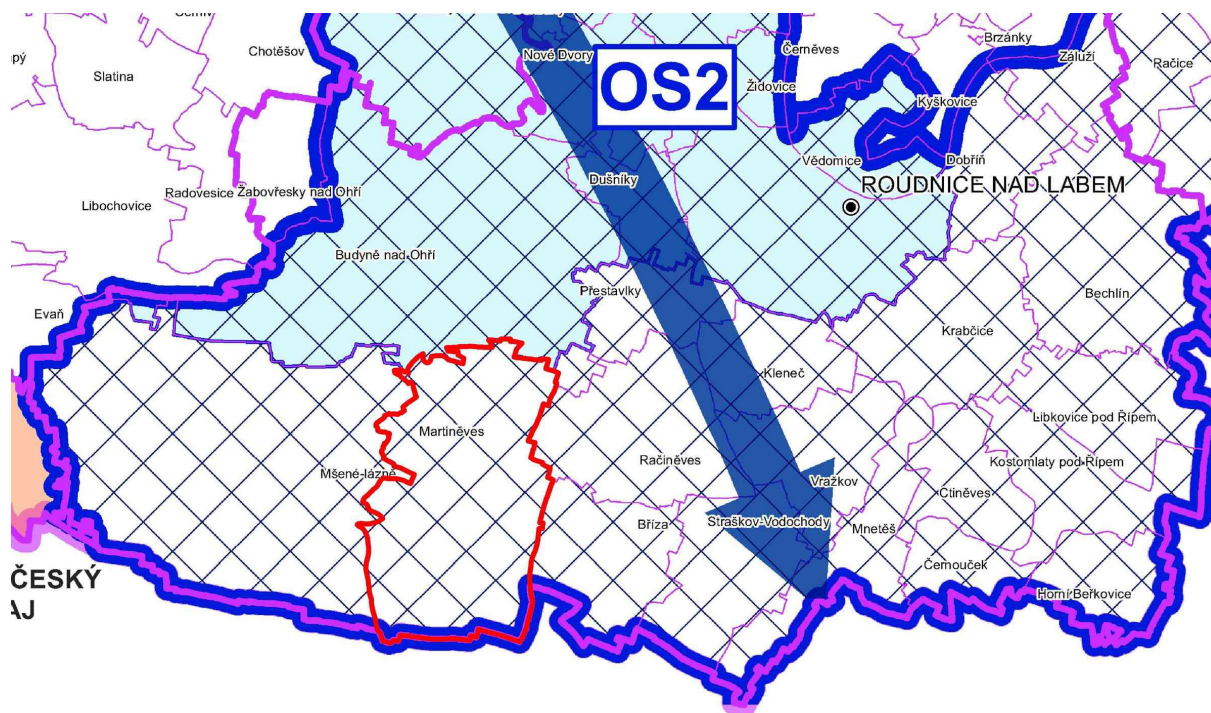 Brzánky
Černěves
Chotěšov
Nové Dvory
Záluží
Račice
Slatina
OS2
Židovice
Kyškovice
Vědomice
Dobříň
Dušníky
ROUDNICE NAD LABEM
Radovesice
Žabovřesky nad Ohří
Libochovice
Budyně nad Ohří
Přestavlky
Bechlín
Evaň
Krabčice
Kleneč
Libkovice pod Řípem
Martiněves
Račiněves
Kostomlaty pod Řípem
Mšené-lázně
Vražkov
Ctiněves
Bříza
Straškov-Vodochody
Mnetěš
Černouček
ČESKÝ
AJ
Horní Beřkovice